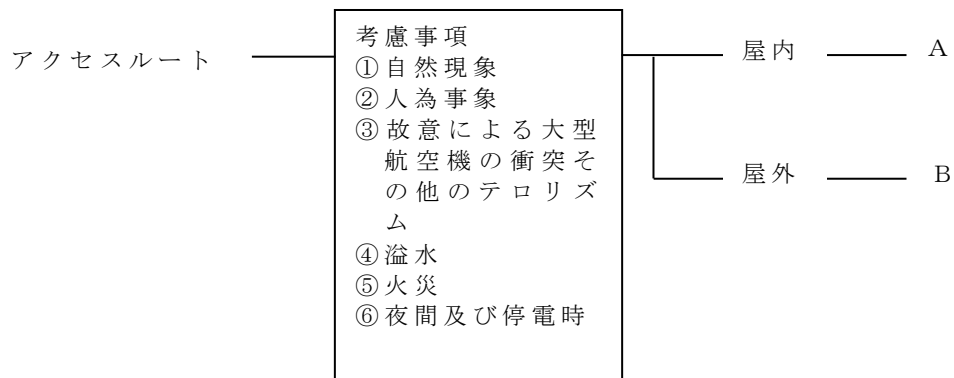 アクセスルート
考慮事項
①自然現象
②人為事象
③故意による大型
航空機の衝突そ
の他のテロリズ
ム
④溢水
⑤火災
⑥夜間及び停電時
屋内
A
屋外
B